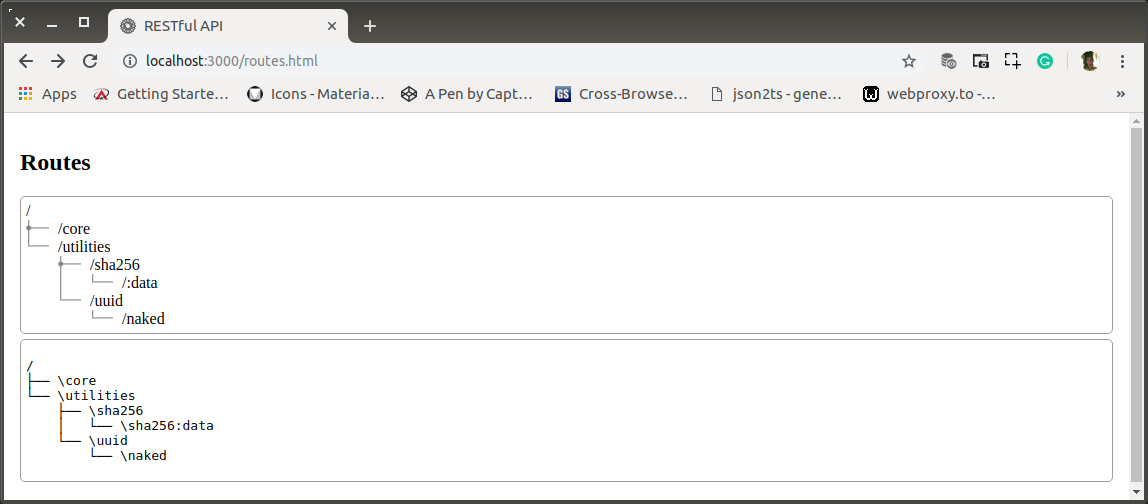 RESTful API
localhost:3000/routes.html
Apps Getting Starte… Icons - Materia… A Pen by Capt… GS Cross-Browse… json2ts - gene… webproxy.to -… »
Routes
/
/core
/utilities
/sha256
/:data
/uuid
/naked
/
├── \core
└── \utilities
    ├── \sha256
    │   └── \sha256:data
    └── \uuid
        └── \naked